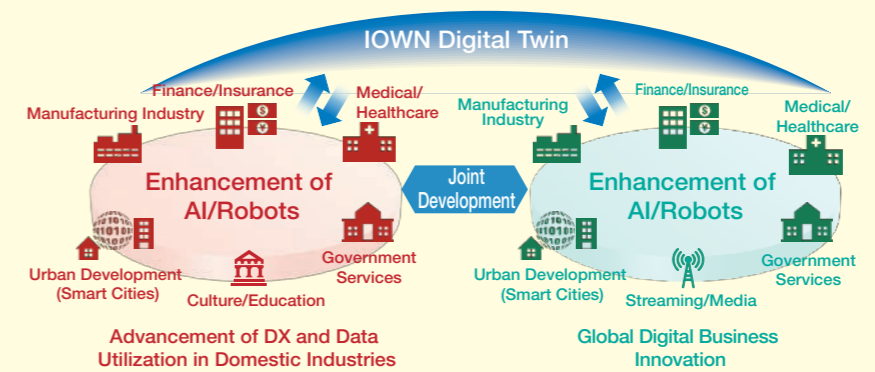 IOWN Digital Twin
Finance/Insurance
Manufacturing Industry
Medical/
Healthcare
$
¥
Enhancement of
AI/Robots
Urban Development
(Smart Cities)
Culture/Education
Government
Services
Advancement of DX and Data
Utilization in Domestic Industries
Joint
Development
Finance/Insurance
Manufacturing
Industry
Medical/
Healthcare
$
¥
Enhancement of
AI/Robots
Urban Development
(Smart Cities)
Streaming/Media
Government
Services
Global Digital Business
Innovation